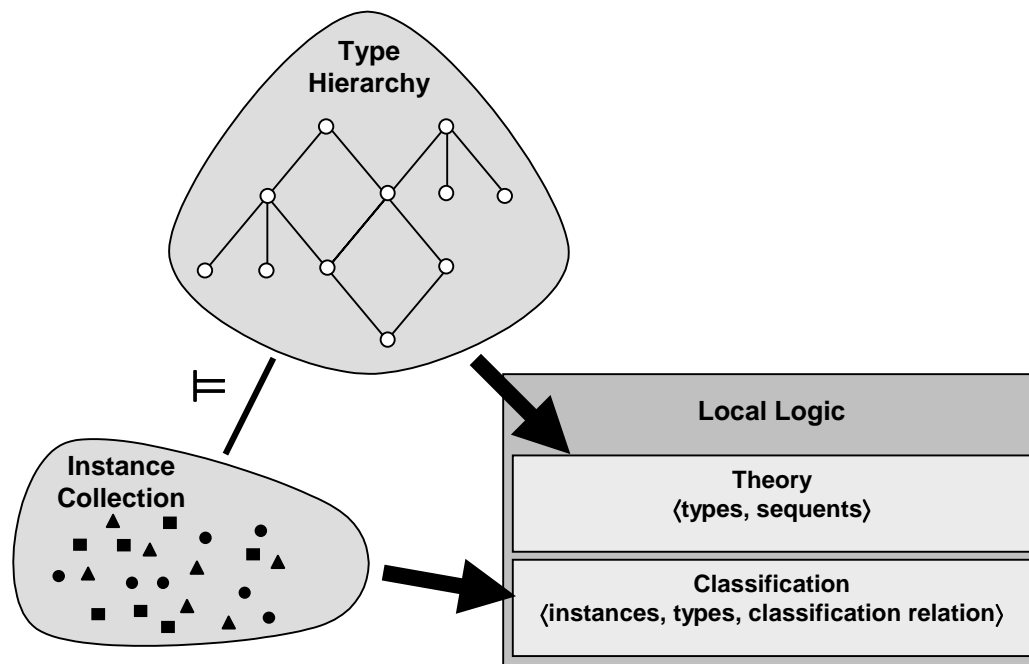 Type
Hierarchy
⊨
Local Logic
Instance
Collection
Theory
⟨types, sequents⟩
Classification
⟨instances, types, classification relation⟩